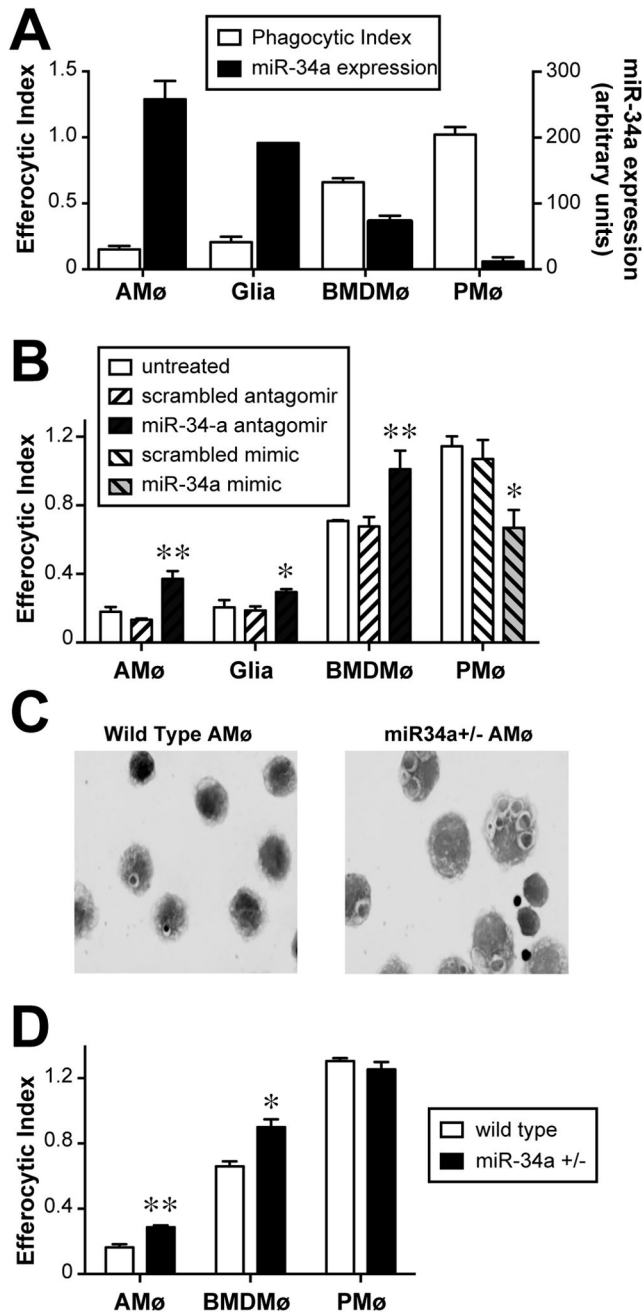 A
Phagocytic Index
miR-34a expression
Efferocytic Index
1.5
1.0
0.5
0
300
200
100
0
miR-34a expression
(arbitrary units)
AMø Glia BMDMø PMø
B
untreated
scrambled antagomir
miR-34-a antagomir
scrambled mimic
miR-34a mimic
Efferocytic Index
1.2
0.8
0.4
0
** * ** *
AMø Glia BMDMø PMø
C
Wild Type AMø miR34a+/- AMø
D
Efferocytic Index
1.2
0.8
0.4
0
** *
wild type
miR-34a +/-
AMø BMDMø PMø